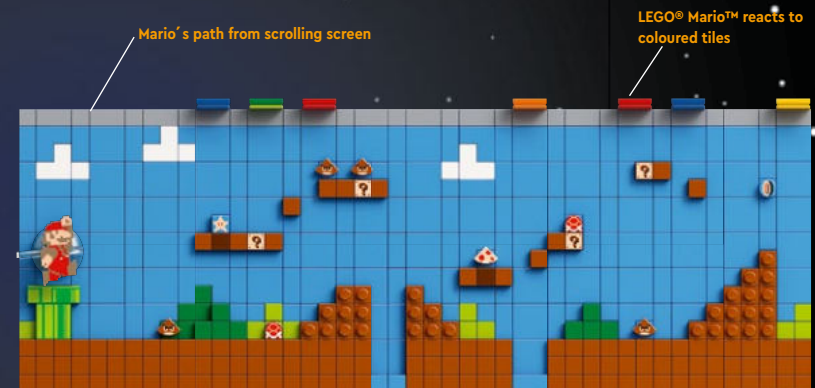 Mario´s path from scrolling screen
LEGO® Mario™ reacts to
coloured tiles
?
?
?
?